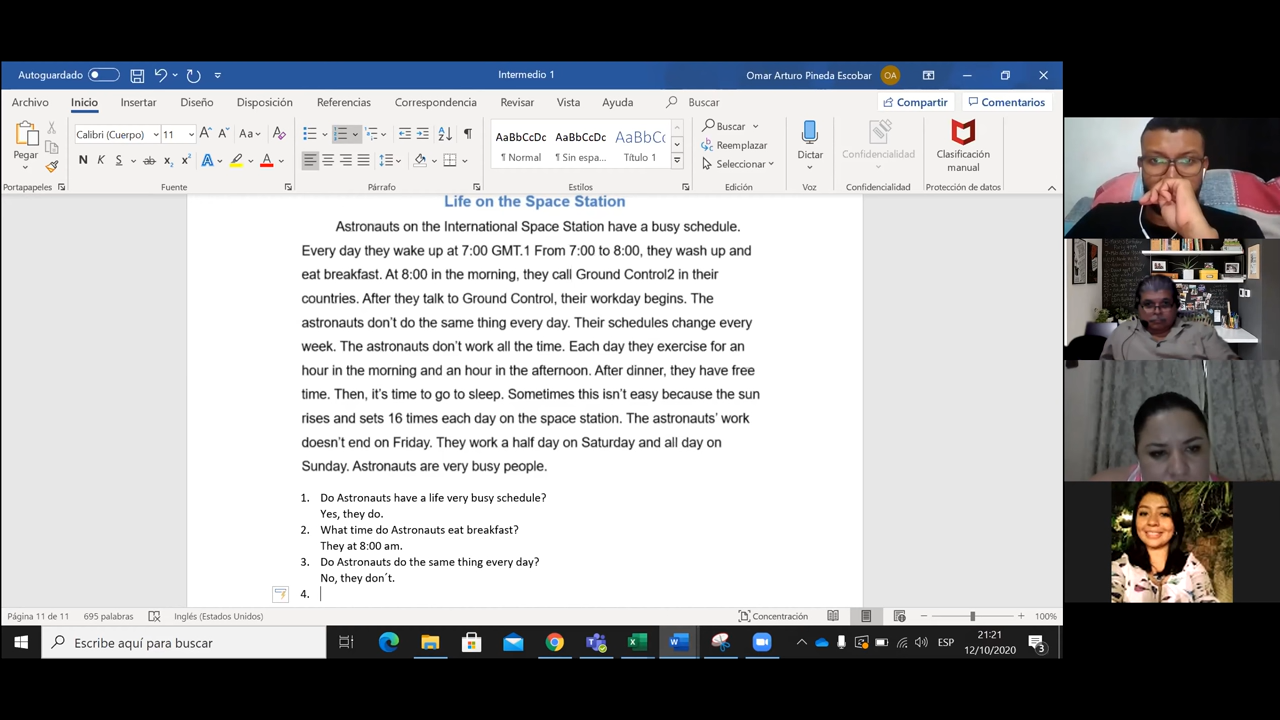 Autoguardado
Intermedio 1
Omar Arturo Pineda Escobar
OA
Archivo
Inicio
Insertar
Diseño
Disposición
Referencias
Correspondencia
Revisar
Vista
Ayuda
Buscar
Compartir
Comentarios
Pegar
Calibri (Cuerpo)
11
Aa
N K S ab x₂ x²
AaBbCcDc AaBbCcDc AaBbCc
¶ Normal ¶ Sin espa... Título 1
Buscar
Reemplazar
Seleccionar
Dictar
Confidencialidad
Clasificación
manual
Portapapeles
Fuente
Párrafo
Estilos
Edición
Voz
Confidencialidad
Protección de datos
Life on the Space Station
Astronauts on the International Space Station have a busy schedule.
Every day they wake up at 7:00 GMT.1 From 7:00 to 8:00, they wash up and
eat breakfast. At 8:00 in the morning, they call Ground Control2 in their
countries. After they talk to Ground Control, their workday begins. The
astronauts don't do the same thing every day. Their schedules change every
week. The astronauts don't work all the time. Each day they exercise for an
hour in the morning and an hour in the afternoon. After dinner, they have free
time. Then, it's time to go to sleep. Sometimes this isn't easy because the sun
rises and sets 16 times each day on the space station. The astronauts' work
doesn't end on Friday. They work a half day on Saturday and all day on
Sunday. Astronauts are very busy people.
1. Do Astronauts have a life very busy schedule?
Yes, they do.
2. What time do Astronauts eat breakfast?
They at 8:00 am.
3. Do Astronauts do the same thing every day?
No, they don´t.
4.
Página 11 de 11
695 palabras
Inglés (Estados Unidos)
Concentración
100%
Escribe aquí para buscar
ESP
21:21
12/10/2020
3